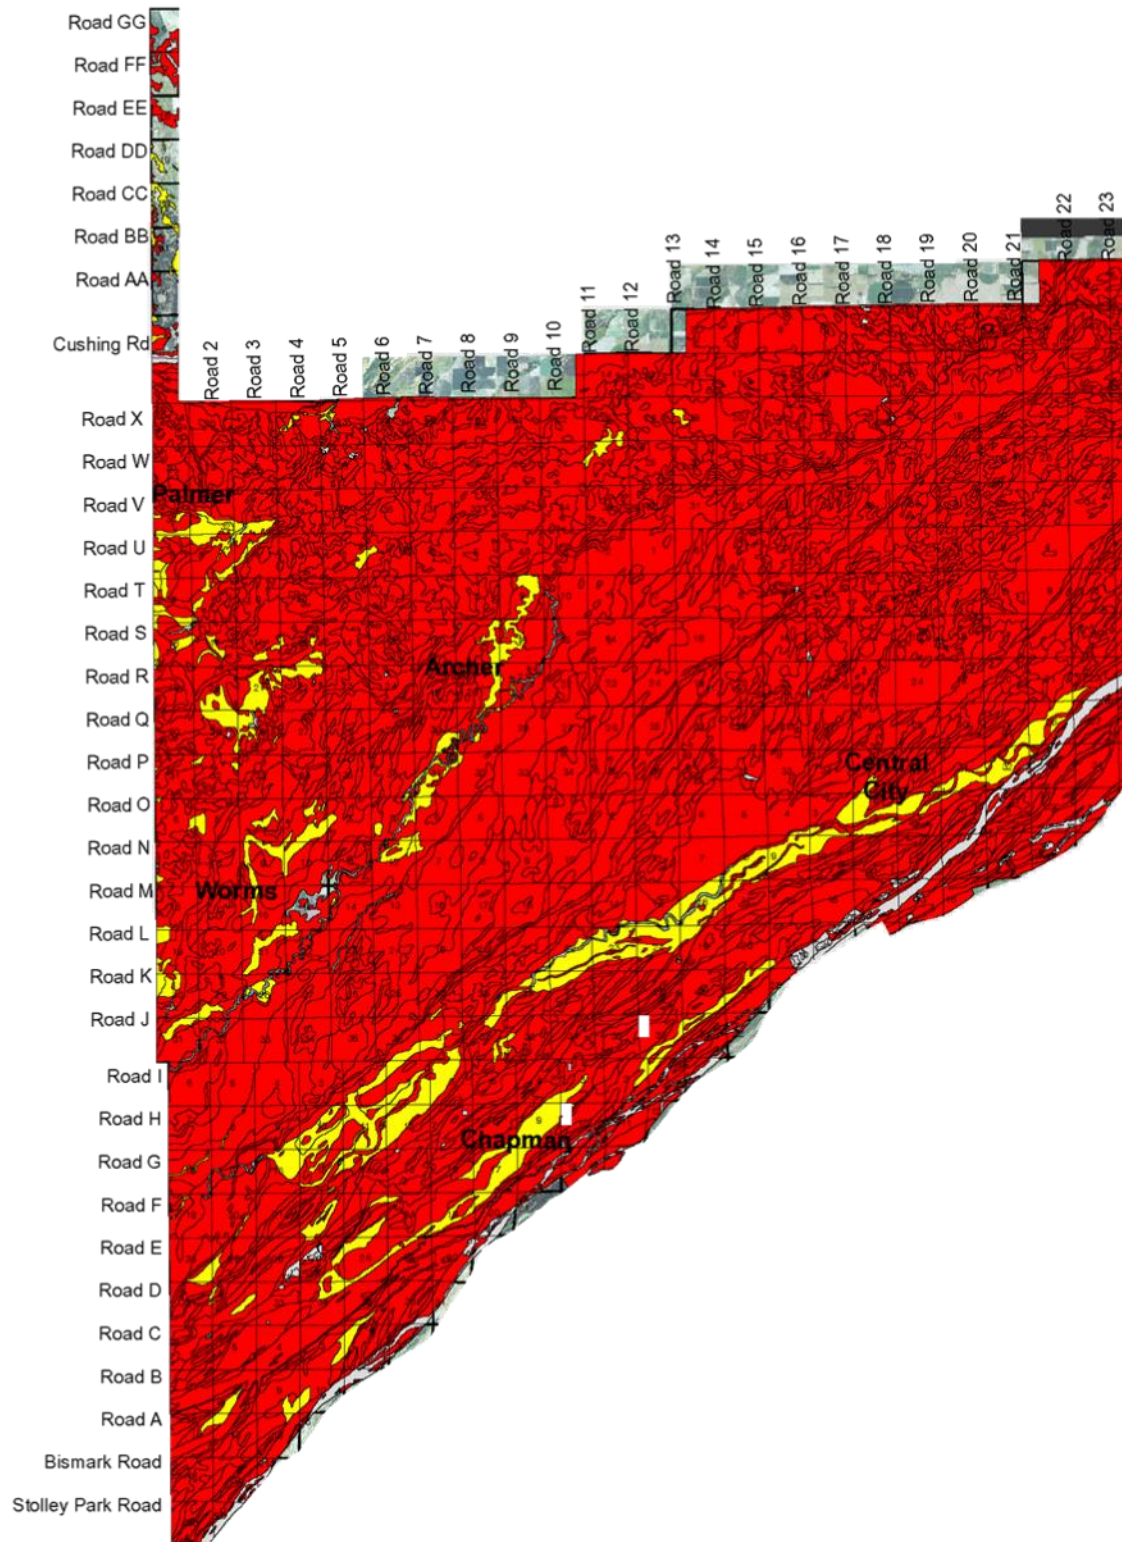 Road GG
Road FF
Road EE
Road DD
Road CC
Road BB
Road AA
Cushing Rd
Road 2
Road 3
Road 4
Road 5
Road 6
Road 7
Road 8
Road 9
Road 10
Road 11
Road 12
Road 13
Road 14
Road 15
Road 16
Road 17
Road 18
Road 19
Road 20
Road 21
Road 22
Road 23
Road X
Road W
Palmer
Road V
Road U
Road T
Road S
Archer
Road R
Road Q
Road P
Central
City
Road O
Road N
Worms
Road M
Road L
Road K
Road J
Road I
Road H
Chapman
Road G
Road F
Road E
Road D
Road C
Road B
Road A
Bismark Road
Stolley Park Road